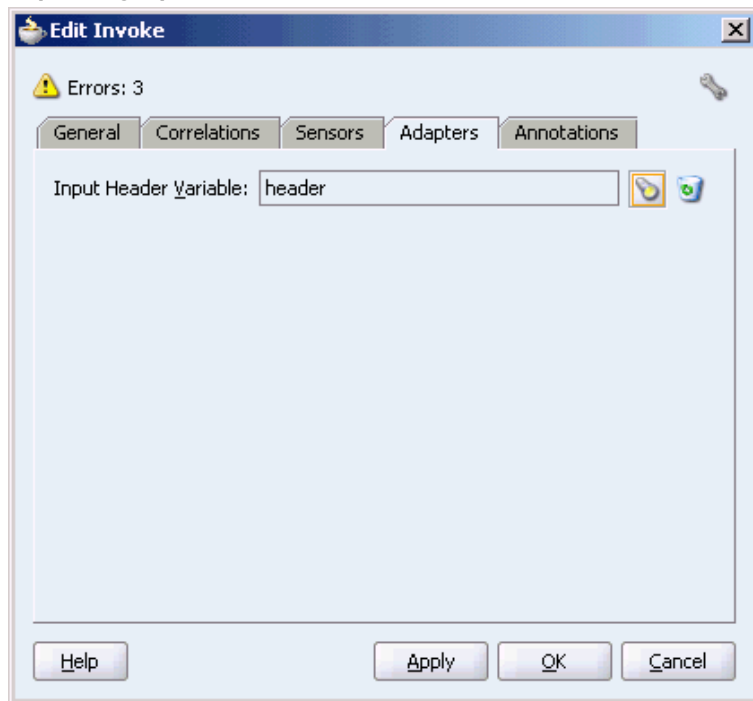 Edit Invoke
Errors: 3
General Correlations Sensors Adapters Annotations
Input Header Variable: header
Help Apply OK Cancel